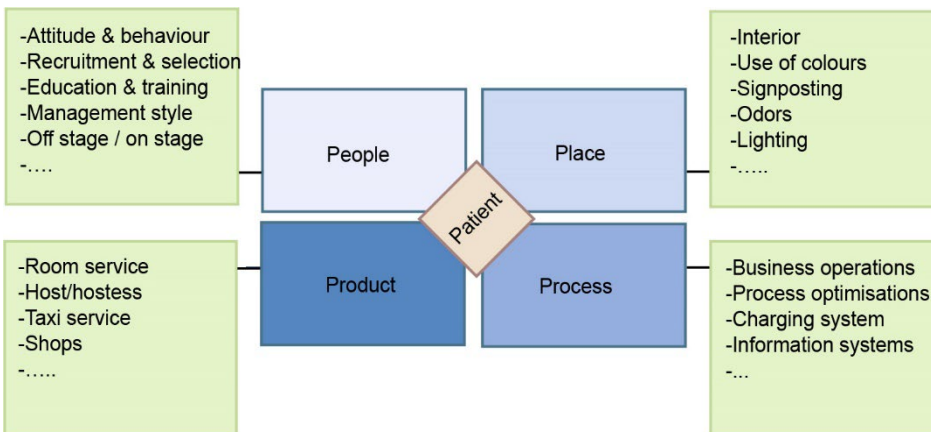 -Attitude & behaviour
-Recruitment & selection
-Education & training
-Management style
-Off stage / on stage
-....
People
Place
-Interior
-Use of colours
-Signposting
-Odors
-Lighting
-.....
Patient
-Room service
-Host/hostess
-Taxi service
-Shops
-.....
Product
Process
-Business operations
-Process optimisations
-Charging system
-Information systems
-...